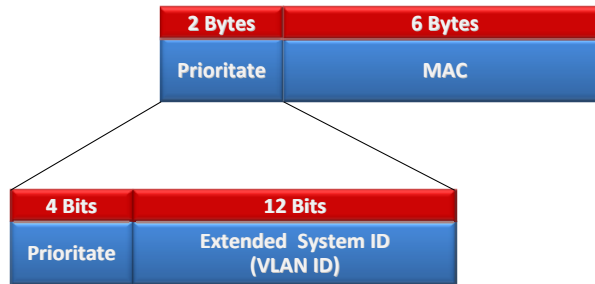 2 Bytes
6 Bytes
Prioritate
MAC
4 Bits
12 Bits
Prioritate
Extended System ID
(VLAN ID)